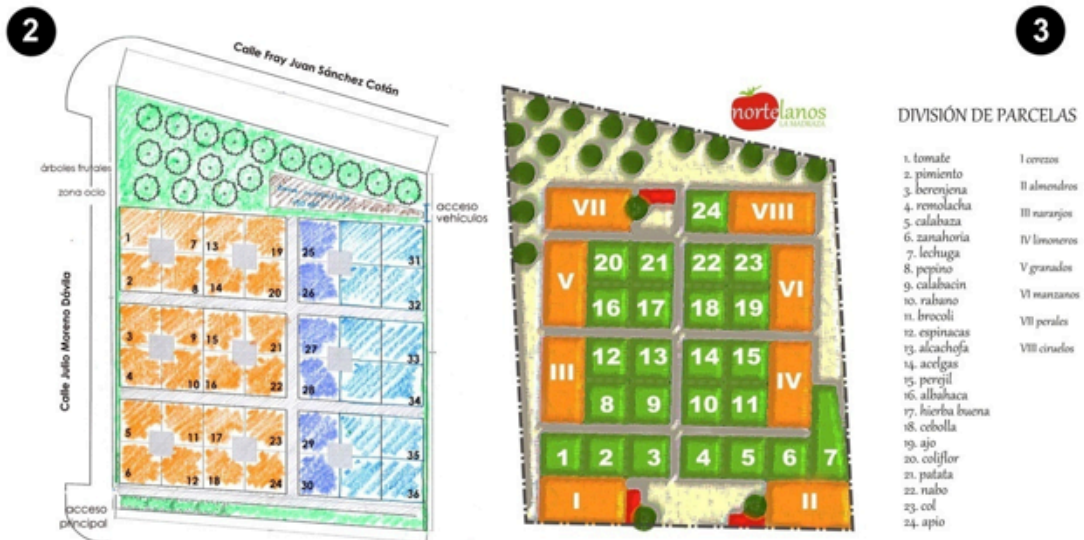 2
Calle Fray Juan Sánchez Cotán
árboles frutales
zona ocio
acceso
vehículos
Calle Julio Moreno Dávila
1 7 13 19 25 31
2 8 14 20 26 32
3 9 15 21 27 33
4 10 16 22 28 34
5 11 17 23 29 35
6 12 18 24 30 36
acceso
principal
nortelanos
LA MADRAZA
VII 24 VIII
V 20 21 22 23 VI
16 17 18 19
III 12 13 14 15 IV
8 9 10 11
1 2 3 4 5 6 7
I II
3
DIVISIÓN DE PARCELAS
1. tomate
2. pimiento
3. berenjena
4. remolacha
5. calabaza
6. zanahoria
7. lechuga
8. pepino
9. calabacin
10. rabano
11. brocoli
12. espinacas
13. alcachofa
14. acelgas
15. perejil
16. albahaca
17. hierba buena
18. cebolla
19. ajo
20. coliflor
21. patata
22. nabo
23. col
24. apio
I cerezos
II almendros
III naranjos
IV limoneros
V granados
VI manzanos
VII perales
VIII ciruelos